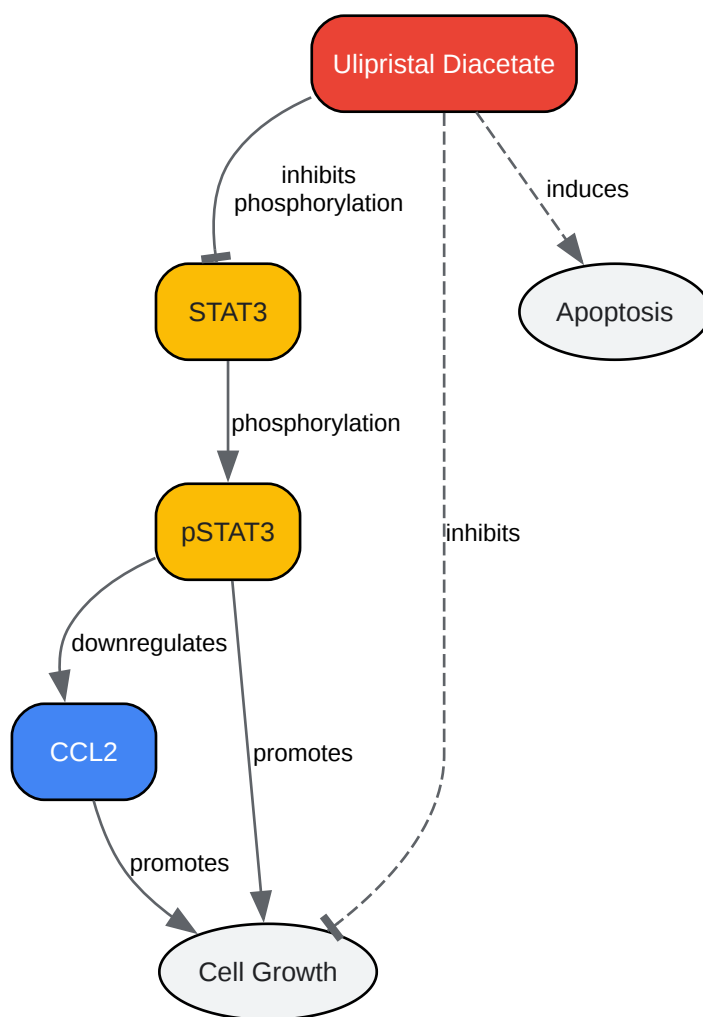 Ulipristal Diacetate
inhibits
phosphorylation
induces
STAT3
Apoptosis
phosphorylation
pSTAT3
inhibits
downregulates
CCL2
promotes
promotes
Cell Growth